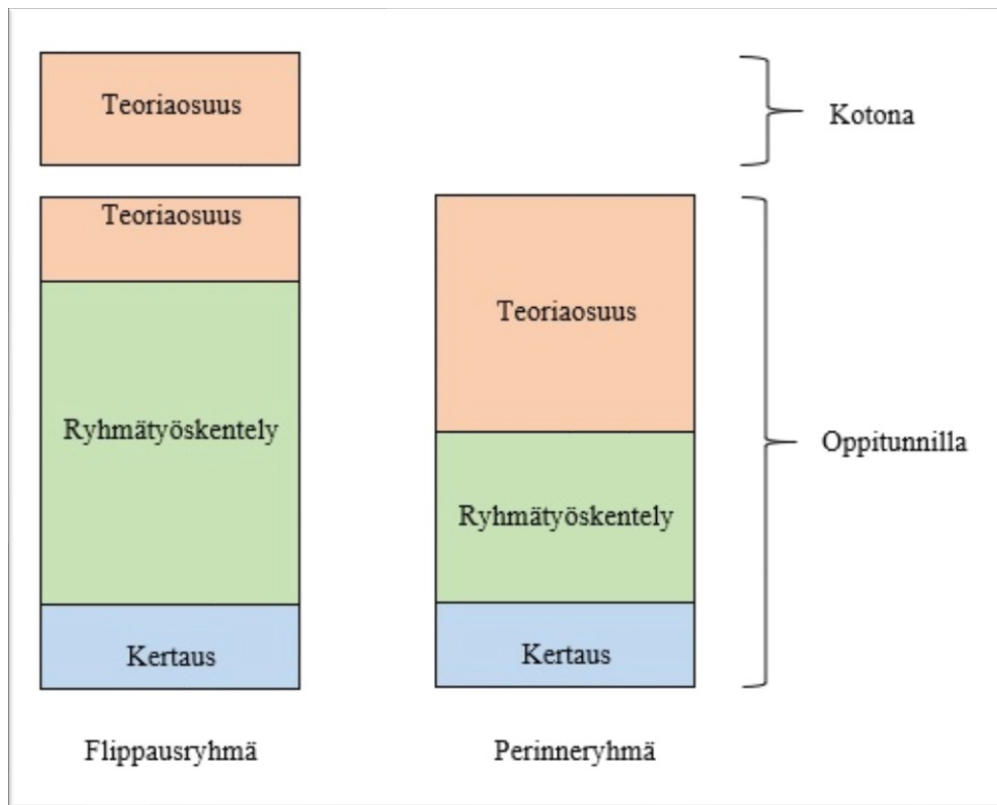 Teoriaosuus
Kotona
Teoriaosuus
Teoriaosuus
Ryhmätyöskentely
Oppitunnilla
Ryhmätyöskentely
Kertaus
Kertaus
Flippausryhmä
Perinneryhmä